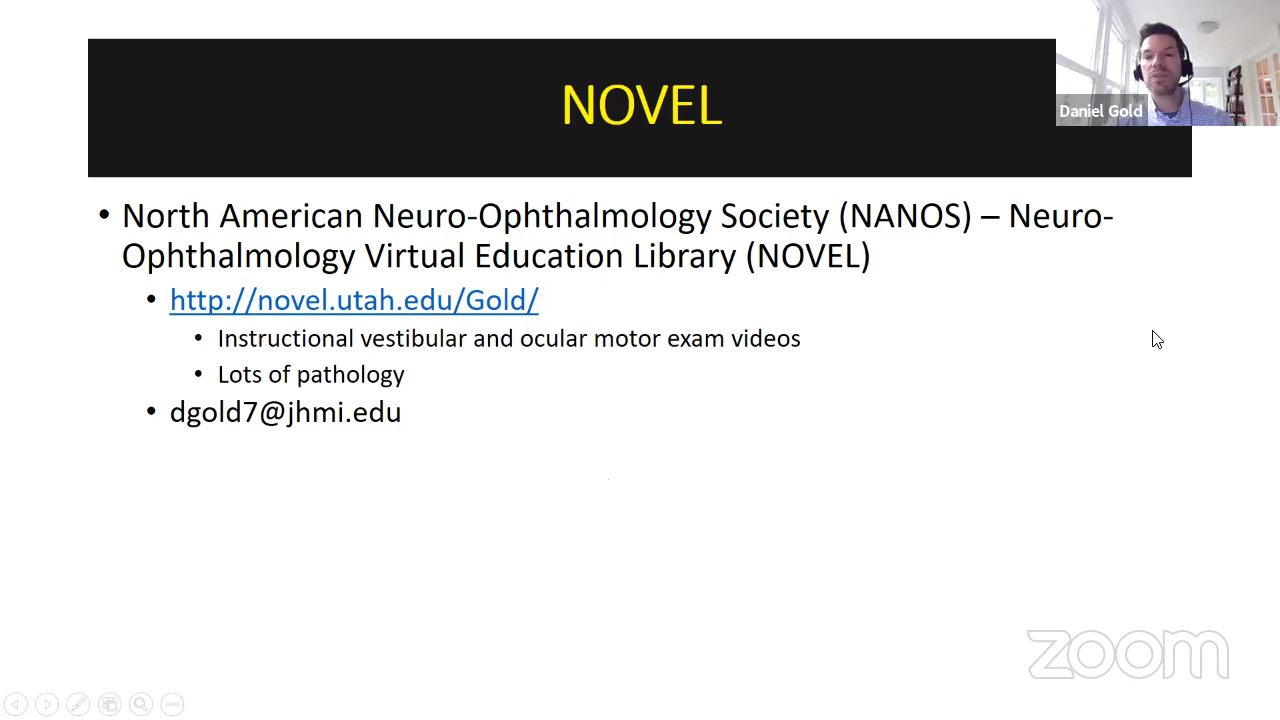 NOVEL
Daniel Gold
• North American Neuro-Ophthalmology Society (NANOS) – Neuro-
Ophthalmology Virtual Education Library (NOVEL)
• http://novel.utah.edu/Gold/
• Instructional vestibular and ocular motor exam videos
• Lots of pathology
• dgold7@jhmi.edu
zoom